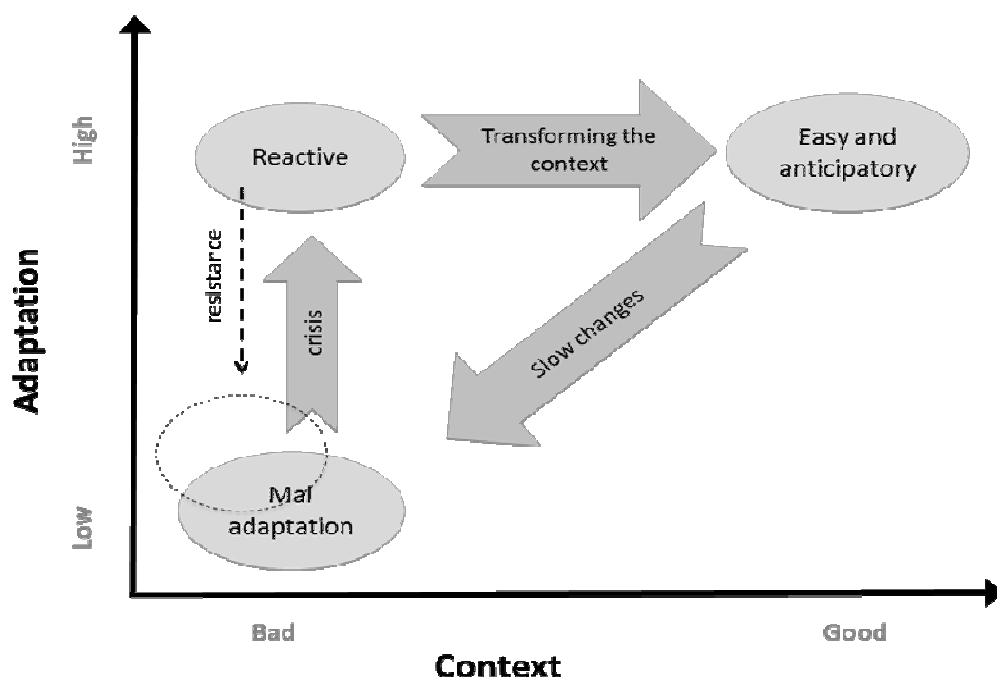 High
Reactive
Transforming the
context
Easy and
anticipatory
resistance
crisis
Slow changes
Adaptation
Mal
adaptation
Low
Bad
Good
Context